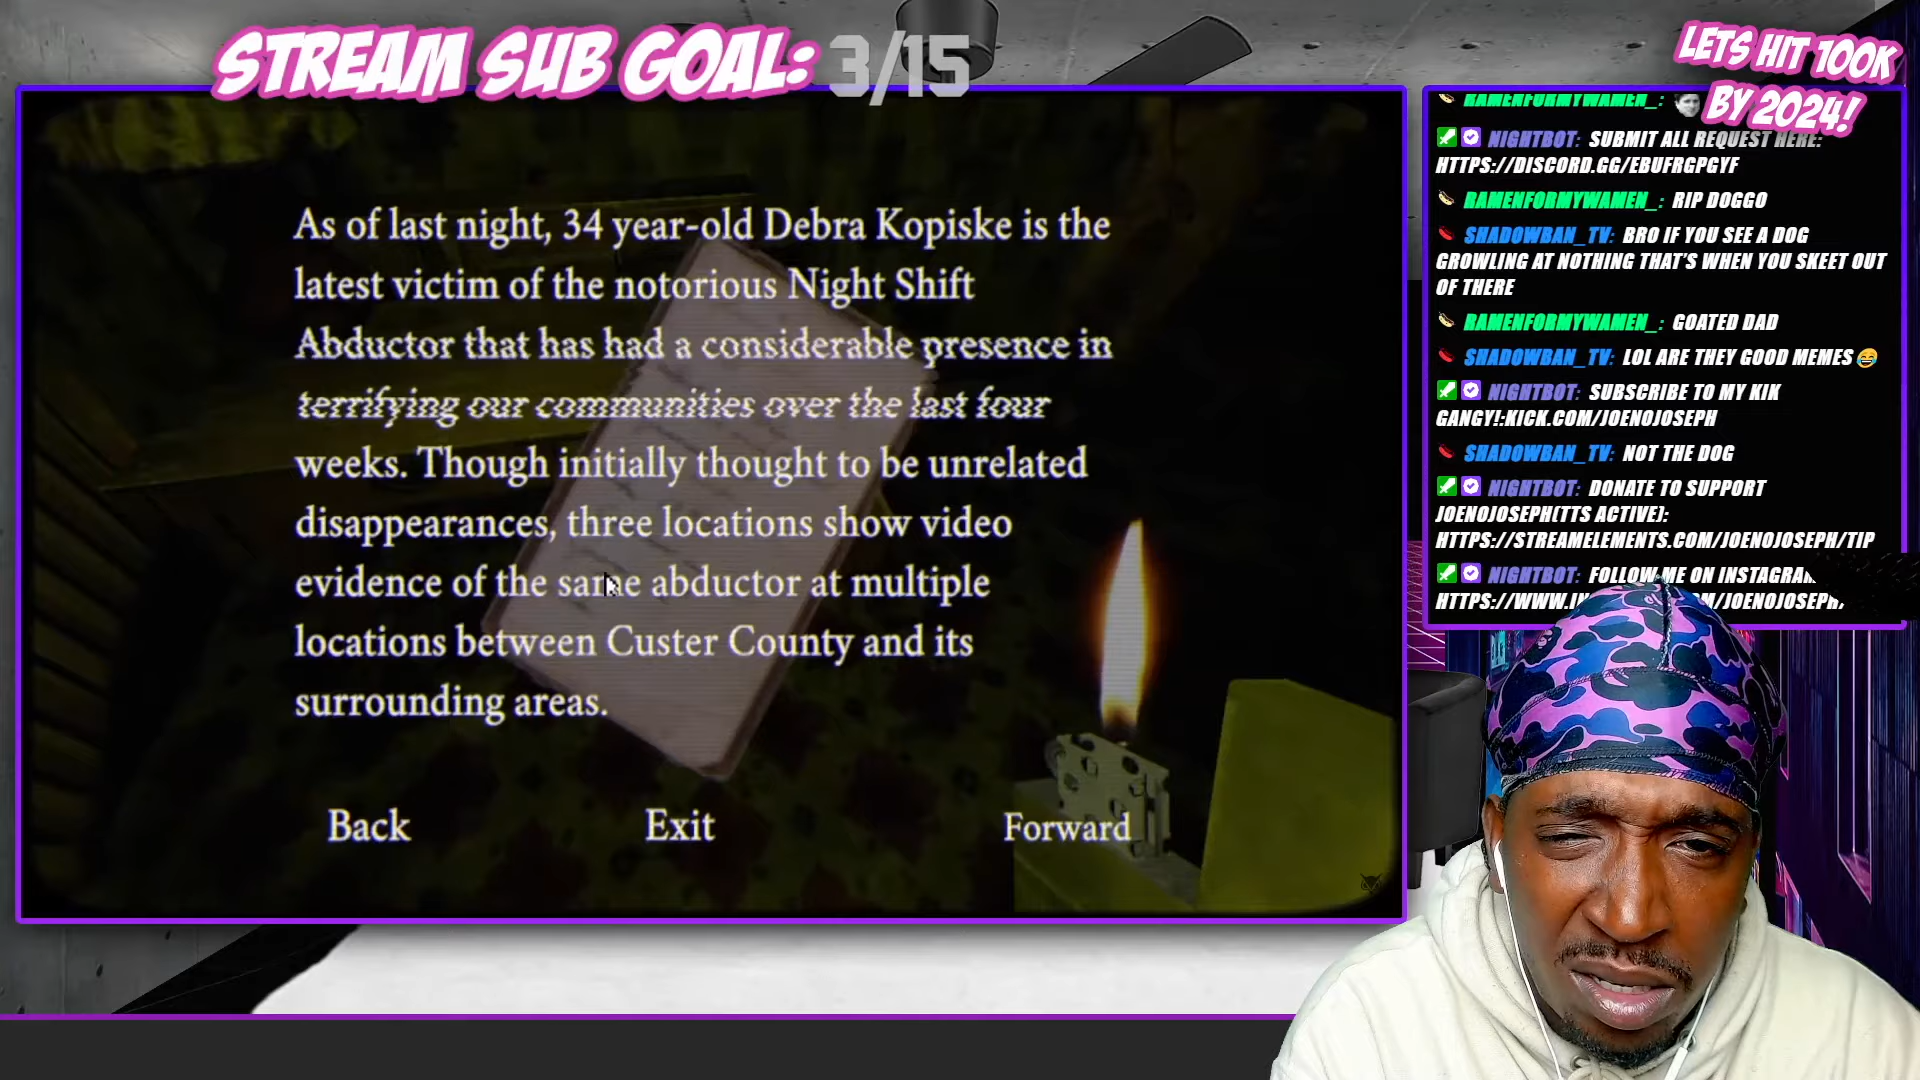 STREAM SUB GOAL: 3/15
LETS HIT 100K
BY 2024!
As of last night, 34 year-old Debra Kopiske is the
latest victim of the notorious Night Shift
Abductor that has had a considerable presence in
terrifying our communities over the last four
weeks. Though initially thought to be unrelated
disappearances, three locations show video
evidence of the same abductor at multiple
locations between Custer County and its
surrounding areas.
Back Exit Forward
RAMENFORMYWAMEN_:
NIGHTBOT: SUBMIT ALL REQUEST HERE:
HTTPS://DISCORD.GG/EBUFRGPGYF
RAMENFORMYWAMEN_: RIP DOGGO
SHADOWBAN_TV: BRO IF YOU SEE A DOG
GROWLING AT NOTHING THAT'S WHEN YOU SKEET OUT
OF THERE
RAMENFORMYWAMEN_: GOATED DAD
SHADOWBAN_TV: LOL ARE THEY GOOD MEMES
NIGHTBOT: SUBSCRIBE TO MY KIK
GANGY!:KICK.COM/JOENOJOSEPH
SHADOWBAN_TV: NOT THE DOG
NIGHTBOT: DONATE TO SUPPORT
JOENOJOSEPH(TTS ACTIVE):
HTTPS://STREAMELEMENTS.COM/JOENOJOSEPH/TIP
NIGHTBOT: FOLLOW ME ON INSTAGRAM
HTTPS://WWW.IN M/JOENOJOSEPH/